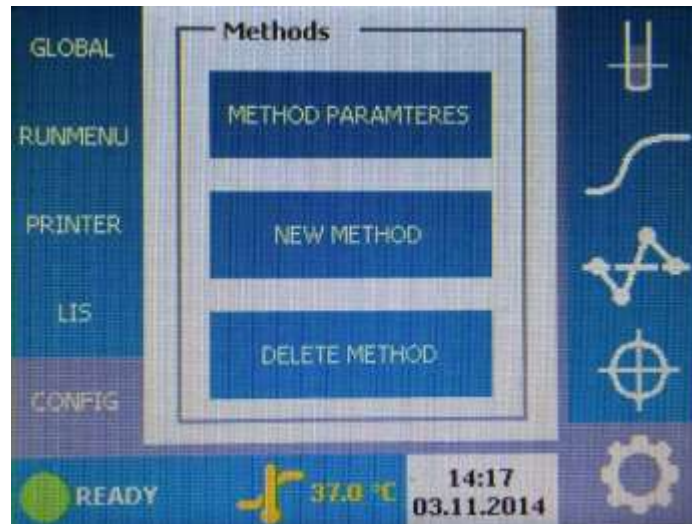 GLOBAL
RUNMENU
PRINTER
LIS
CONFIG
Methods
METHOD PARAMTERES
NEW METHOD
DELETE METHOD
READY
37.0 °C
14:17
03.11.2014